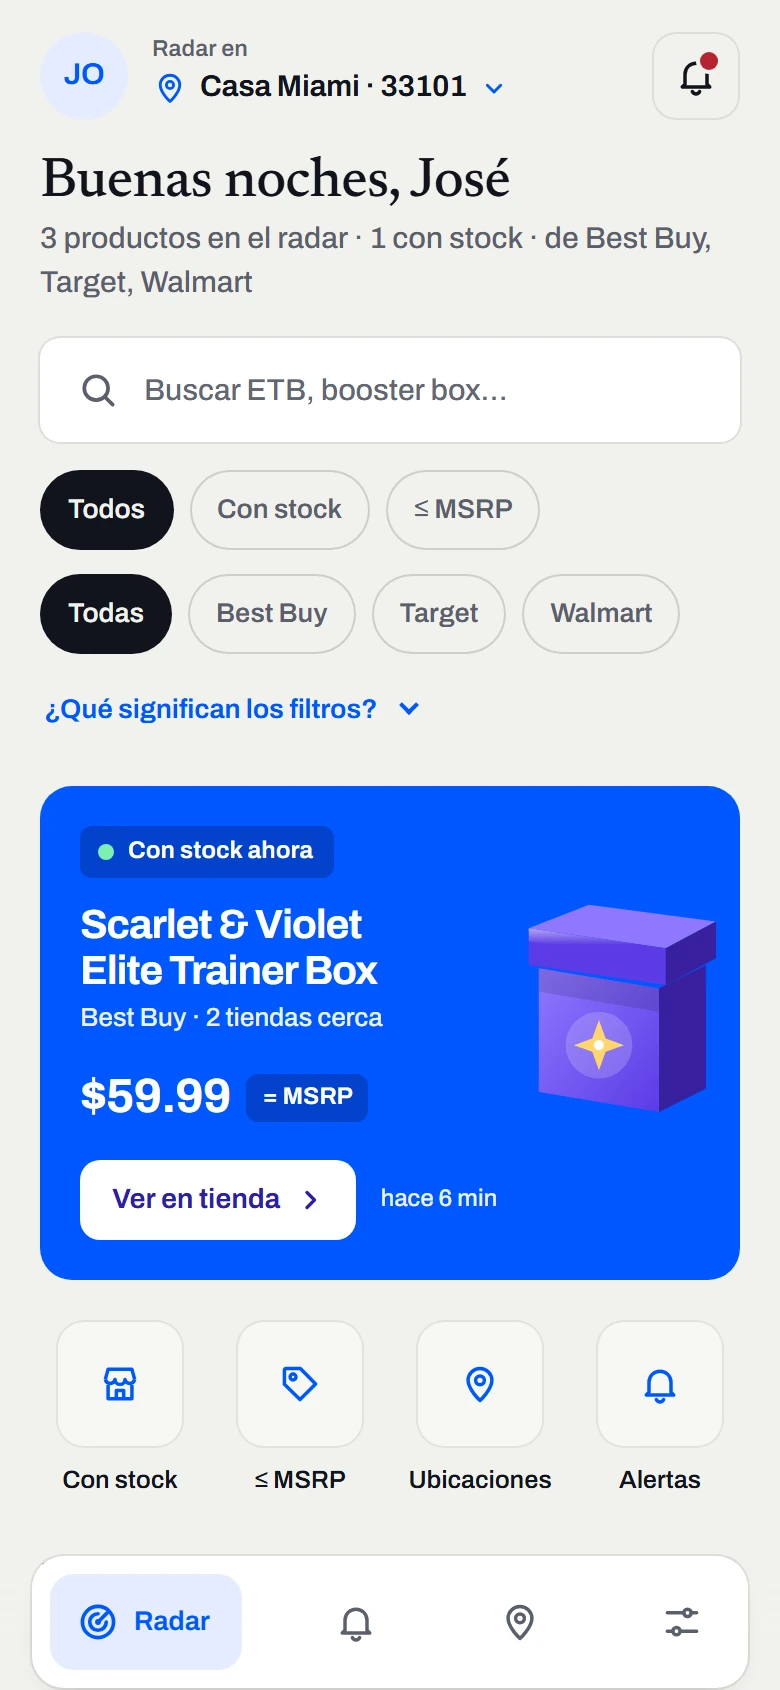 JO
Radar en
Casa Miami · 33101
Buenas noches, José
3 productos en el radar · 1 con stock · de Best Buy,
Target, Walmart
Buscar ETB, booster box...
Todos
Con stock
≤ MSRP
Todas
Best Buy
Target
Walmart
¿Qué significan los filtros?
Con stock ahora
Scarlet & Violet
Elite Trainer Box
Best Buy · 2 tiendas cerca
$59.99
= MSRP
Ver en tienda
hace 6 min
Con stock
≤ MSRP
Ubicaciones
Alertas
Radar